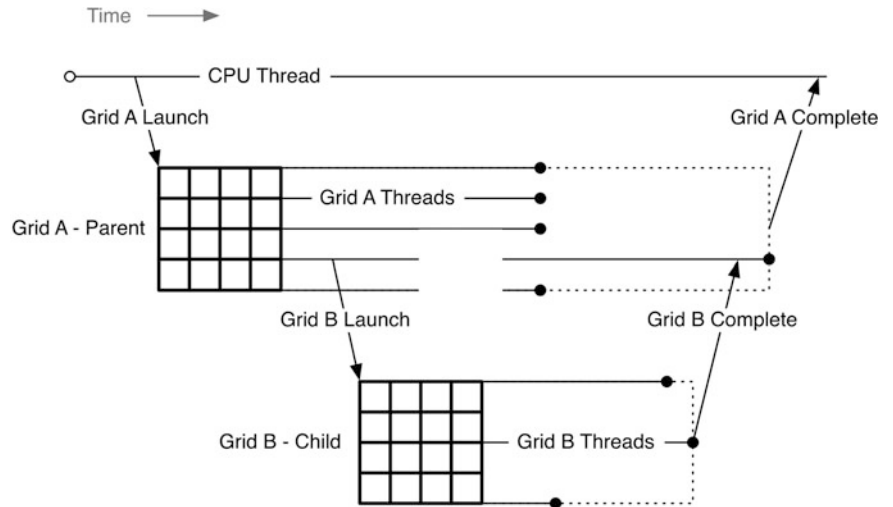 Time
CPU Thread
Grid A Launch
Grid A Complete
Grid A Threads
Grid A - Parent
Grid B Launch
Grid B Complete
Grid B - Child
Grid B Threads